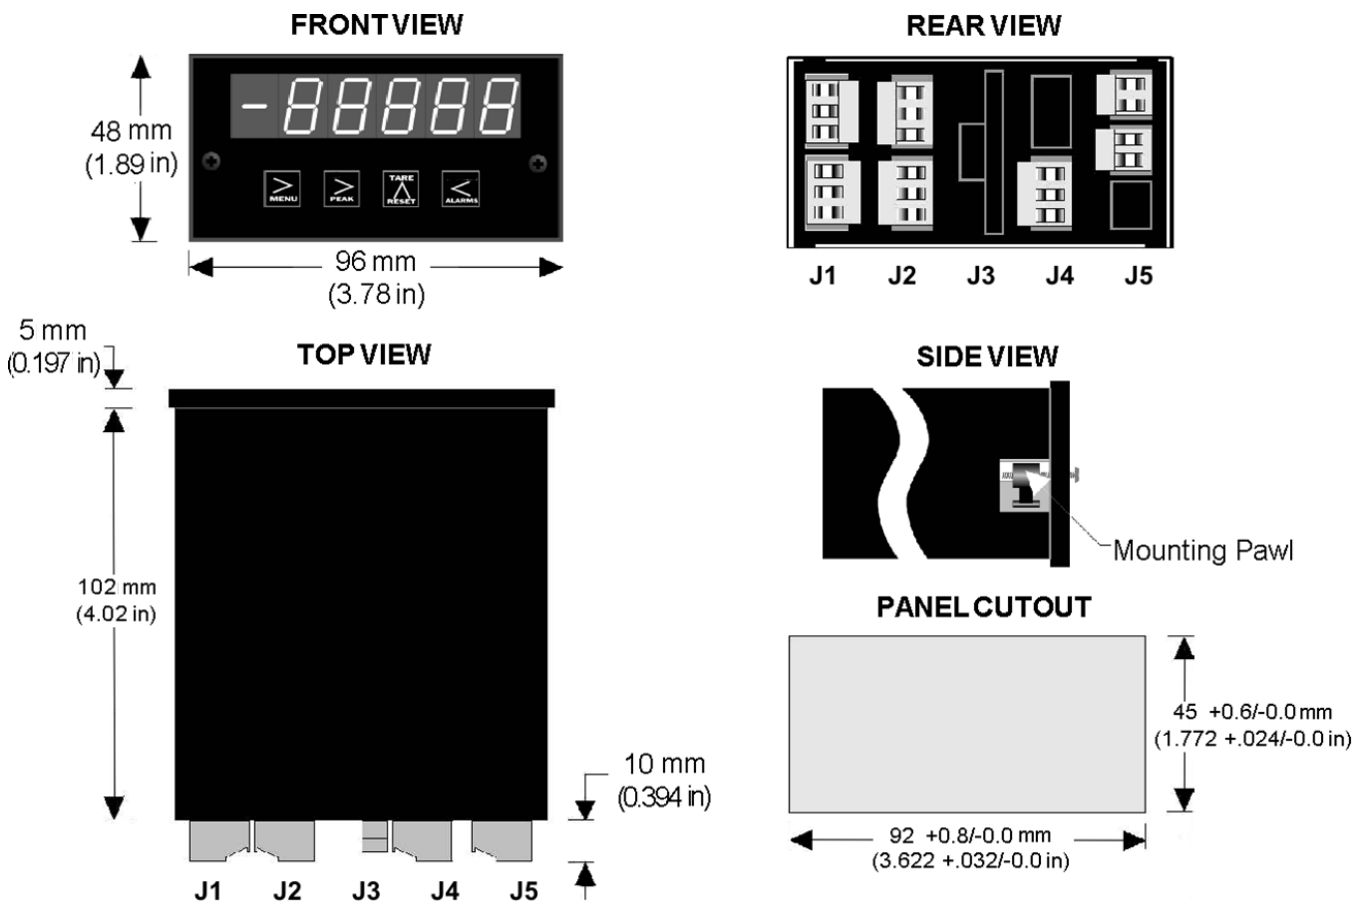 FRONT VIEW
48 mm
(1.89 in)
-88888
MENU
PEAK
TARE
RESET
ALARMS
96 mm
(3.78 in)
REAR VIEW
J1 J2 J3 J4 J5
5 mm
(0.197 in)
TOP VIEW
102 mm
(4.02 in)
10 mm
(0.394 in)
J1 J2 J3 J4 J5
SIDE VIEW
Mounting Pawl
PANEL CUTOUT
45 +0.6/-0.0 mm
(1.772 +.024/-0.0 in)
92 +0.8/-0.0 mm
(3.622 +.032/-0.0 in)